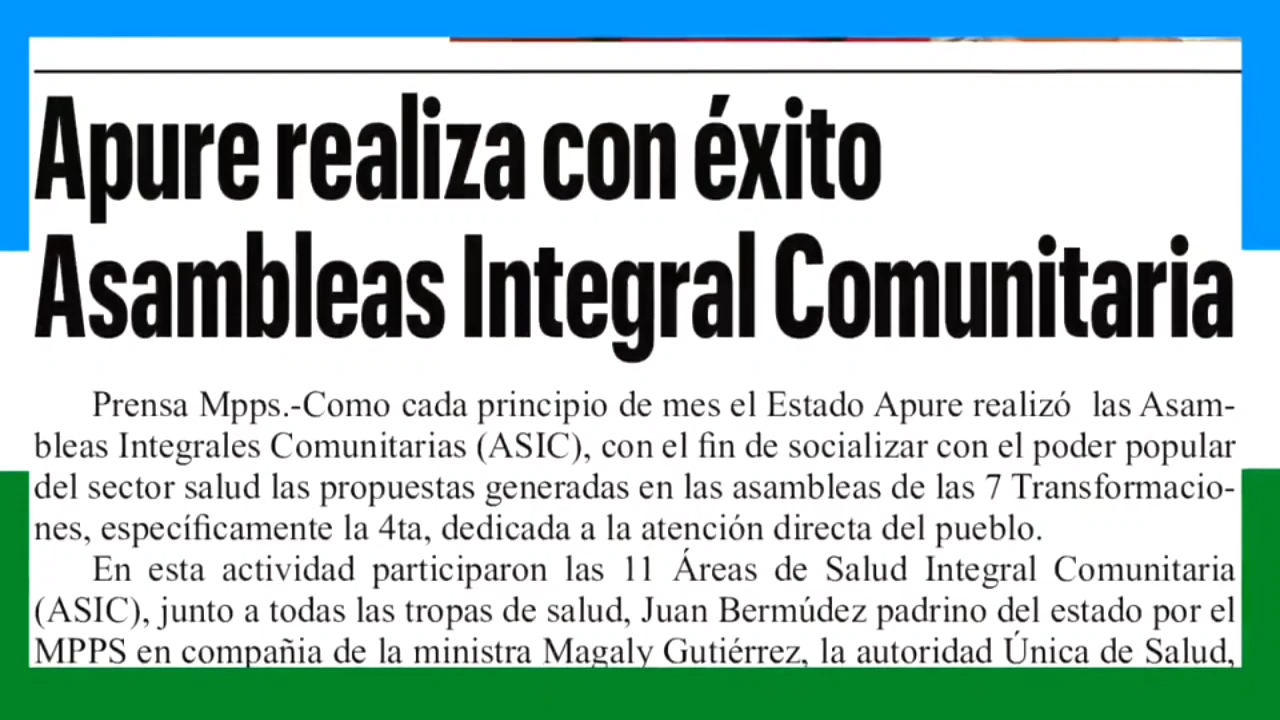 Apure realiza con éxito
Asambleas Integral Comunitaria
Prensa Mpps.-Como cada principio de mes el Estado Apure realizó las Asam-
bleas Integrales Comunitarias (ASIC), con el fin de socializar con el poder popular
del sector salud las propuestas generadas en las asambleas de las 7 Transformacio-
nes, específicamente la 4ta, dedicada a la atención directa del pueblo.
En esta actividad participaron las 11 Áreas de Salud Integral Comunitaria
(ASIC), junto a todas las tropas de salud, Juan Bermúdez padrino del estado por el
MPPS en compañia de la ministra Magaly Gutiérrez, la autoridad Única de Salud,